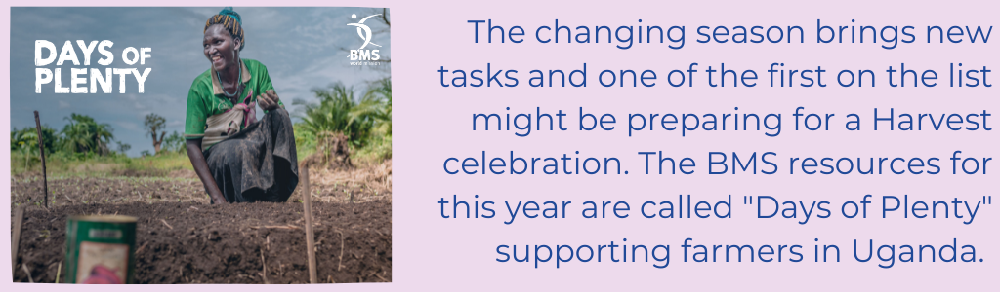 DAYS OF
PLENTY
BMS
The changing season brings new
tasks and one of the first on the list
might be preparing for a Harvest
celebration. The BMS resources for
this year are called "Days of Plenty"
supporting farmers in Uganda.